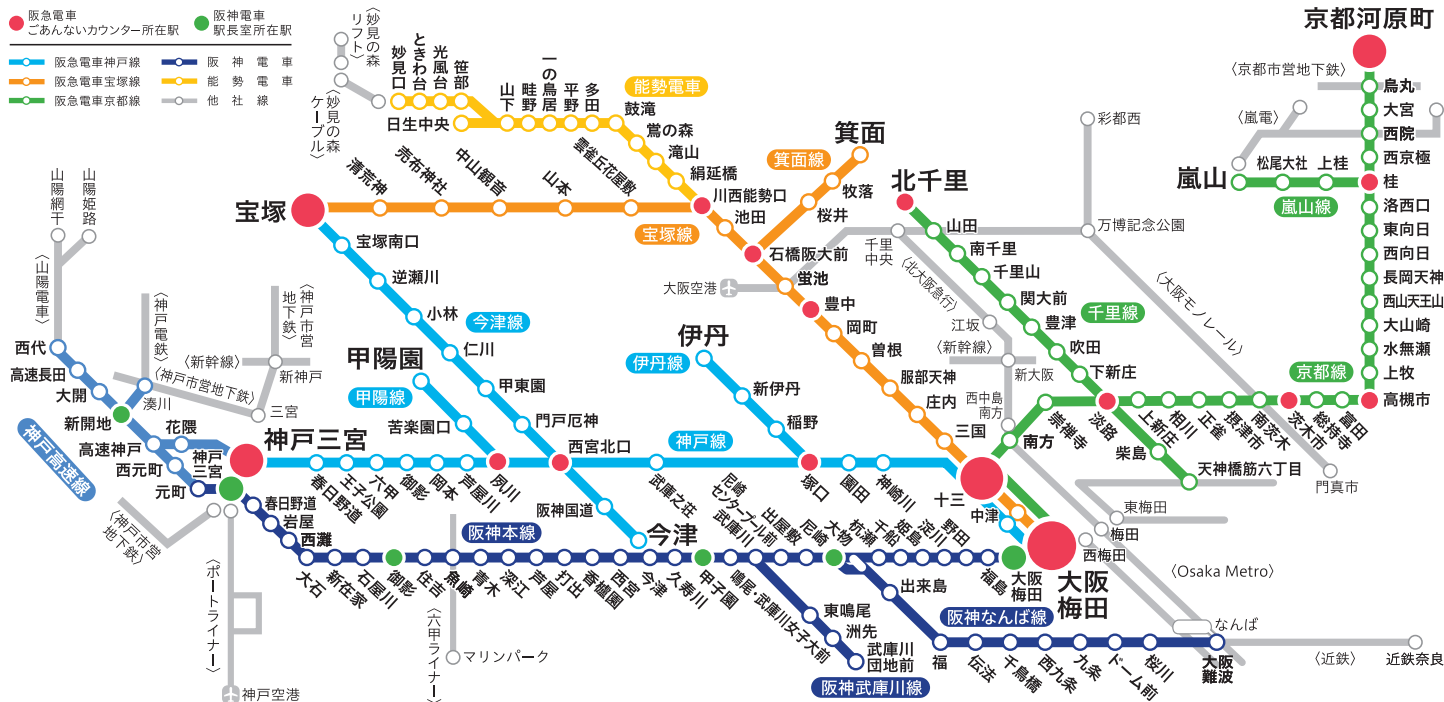 阪急電車
ごあんないカウンター所在駅
阪神電車
駅長室所在駅
阪急電車神戸線
阪神電車
阪急電車宝塚線
能勢電車
阪急電車京都線
他社線
〈妙見の森
リフト〉
〈妙見の森
ケーブル〉
妙見口
ときわ台
光風台
笹部
日生中央
山下
畦野
一の鳥居
平野
多田
能勢電車
鼓滝
鶯の森
滝山
絹延橋
川西能勢口
宝塚
清荒神
売布神社
中山観音
山本
雲雀丘花屋敷
宝塚線
池田
箕面
箕面線
牧落
桜井
石橋阪大前
蛍池
大阪空港
豊中
岡町
曽根
服部天神
庄内
三国
十三
中津
大阪
梅田
北千里
山田
南千里
千里山
関大前
千里線
豊津
吹田
下新庄
淡路
柴島
天神橋筋六丁目
千里
中央
〈北大阪急行〉
江坂
〈新幹線〉
新大阪
西中島
南方
南方
崇禅寺
彩都西
万博記念公園
〈大阪モノレール〉
門真市
京都河原町
〈京都市営地下鉄〉
烏丸
大宮
〈嵐電〉
西院
西京極
嵐山
松尾大社
上桂
桂
嵐山線
洛西口
東向日
西向日
長岡天神
西山天王山
大山崎
水無瀬
上牧
京都線
高槻市
上新庄
相川
正雀
摂津市
南茨木
茨木市
総持寺
富田
宝塚南口
逆瀬川
小林
今津線
仁川
甲東園
門戸厄神
西宮北口
阪神国道
今津
甲陽園
甲陽線
苦楽園口
夙川
伊丹
伊丹線
新伊丹
稲野
塚口
神戸線
神戸三宮
春日野道
王子公園
六甲
御影
岡本
芦屋川
武庫之荘
園田
神崎川
山陽網干
山陽姫路
〈山陽電車〉
〈神戸電鉄〉
〈神戸市営
地下鉄〉
〈新幹線〉
新神戸
〈神戸市営地下鉄〉
三宮
西代
高速長田
大開
新開地
湊川
高速神戸
花隈
西元町
元町
神戸高速線
神戸
三宮
〈神戸市営
地下鉄〉
〈ポートライナー〉
神戸空港
春日野道
岩屋
西灘
大石
新在家
石屋川
御影
住吉
魚崎
青木
深江
芦屋
打出
香櫨園
西宮
今津
久寿川
甲子園
鳴尾・武庫川女子大前
阪神本線
武庫川
尼崎
センタープール前
出屋敷
尼崎
大物
杭瀬
千船
姫島
淀川
野田
福島
大阪
梅田
〈六甲ライナー〉
マリンパーク
東鳴尾
洲先
武庫川
団地前
阪神武庫川線
出来島
阪神なんば線
福
伝法
千鳥橋
西九条
九条
ドーム前
桜川
大阪
難波
東梅田
梅田
西梅田
〈Osaka Metro〉
なんば
〈近鉄〉
近鉄奈良